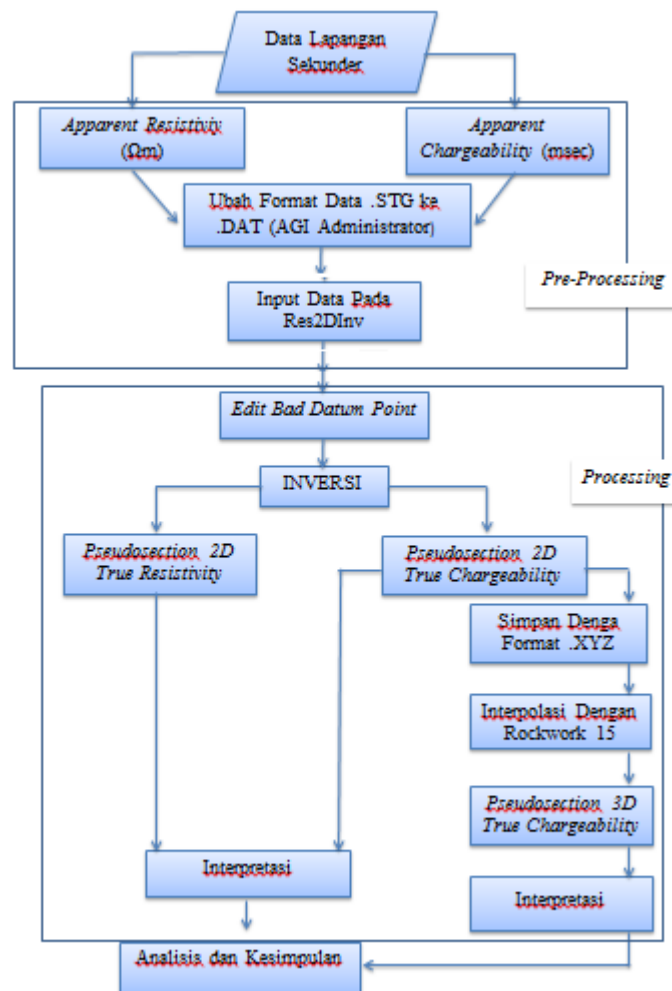 Data Lapangan
Sekunder
Apparent Resistiviy
(Ωm)
Apparent
Chargeability (msec)
Ubah Format Data .STG ke
.DAT (AGI Administrator)
Pre-Processing
Input Data Pada
Res2DInv
Edit Bad Datum Point
Processing
INVERSI
Pseudosection 2D
True Resistivity
Pseudosection 2D
True Chargeability
Simpan Denga
Format .XYZ
Interpolasi Dengan
Rockwork 15
Pseudosection 3D
True Chargeability
Interpretasi
Interpretasi
Analisis dan Kesimpulan